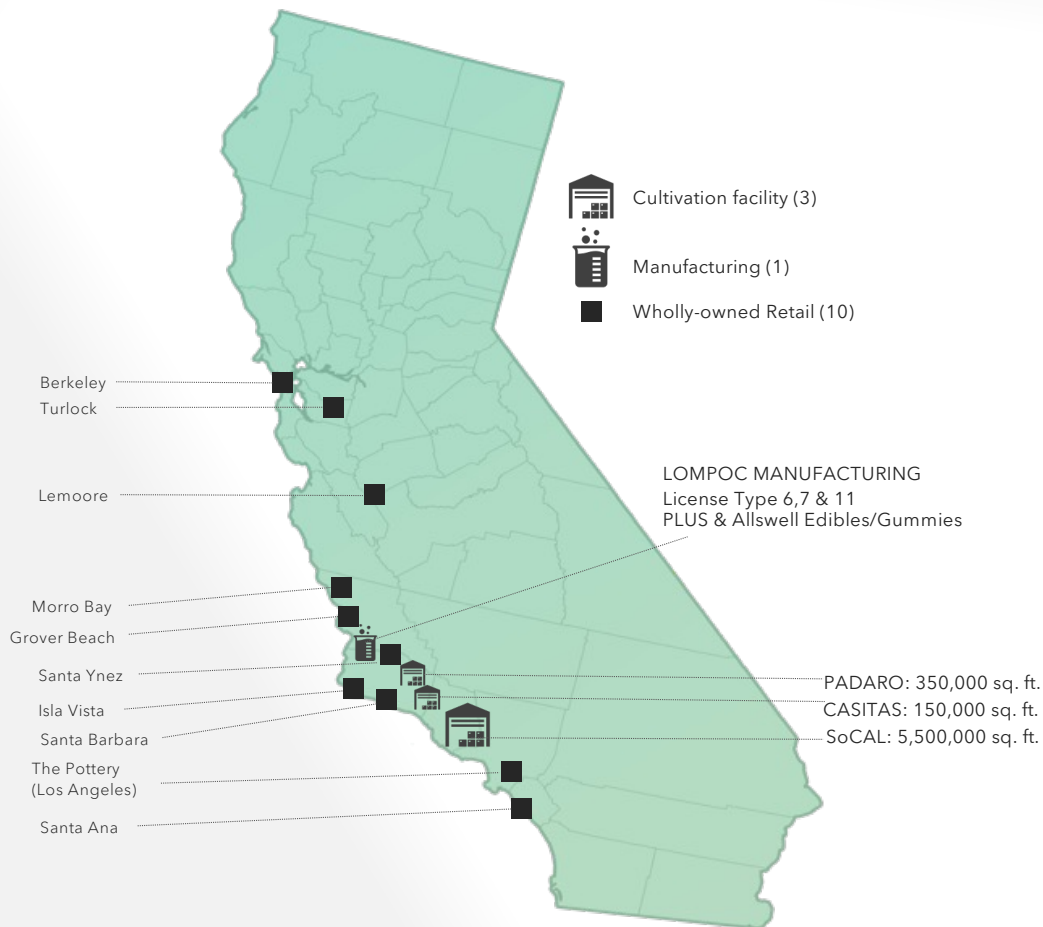 Cultivation facility (3)
Manufacturing (1)
Wholly-owned Retail (10)
Berkeley
Turlock
Lemoore
LOMPOC MANUFACTURING
License Type 6,7 & 11
PLUS & Allswell Edibles/Gummies
Morro Bay
Grover Beach
Santa Ynez
Isla Vista
Santa Barbara
The Pottery
(Los Angeles)
Santa Ana
PADARO: 350,000 sq. ft.
CASITAS: 150,000 sq. ft.
SoCAL: 5,500,000 sq. ft.